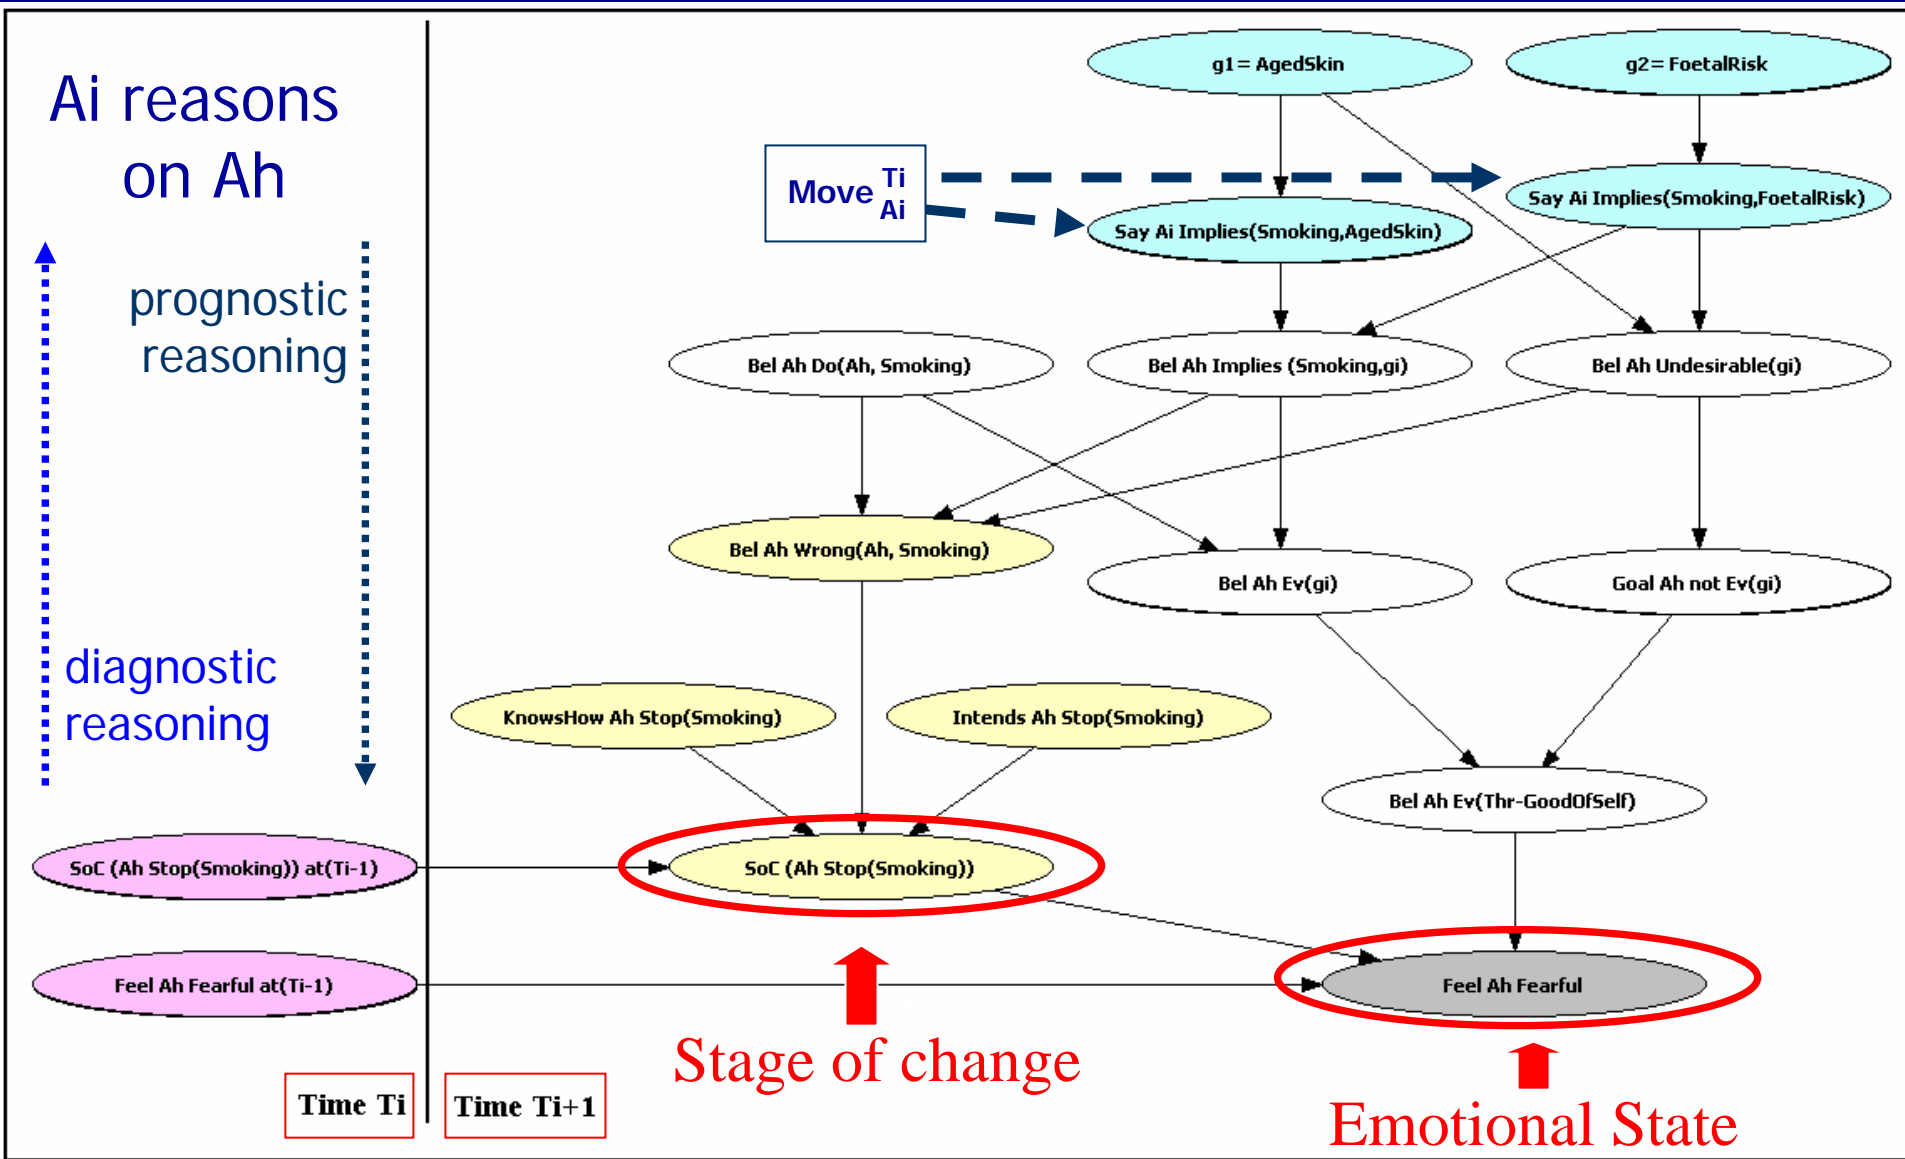 Ai reasons
on Ah
g1= AgedSkin
g2= FoetalRisk
Move Ti
Ai
Say Ai Implies(Smoking,FoetalRisk)
Say Ai Implies(Smoking,AgedSkin)
prognostic
reasoning
Bel Ah Do(Ah, Smoking)
Bel Ah Implies (Smoking,gi)
Bel Ah Undesirable(gi)
Bel Ah Wrong(Ah, Smoking)
Bel Ah Ev(gi)
Goal Ah not Ev(gi)
diagnostic
reasoning
KnowsHow Ah Stop(Smoking)
Intends Ah Stop(Smoking)
Bel Ah Ev(Thr-GoodOfSelf)
SoC (Ah Stop(Smoking)) at(Ti-1)
SoC (Ah Stop(Smoking))
Feel Ah Fearful at(Ti-1)
Feel Ah Fearful
Stage of change
Emotional State
Time Ti
Time Ti+1